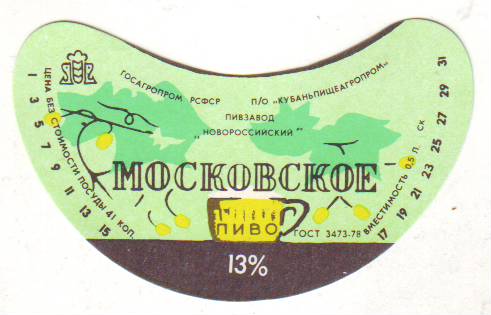 ГОСАГРОПРОМ РСФСР П/О „КУБАНЬПИЩЕАГРОПРОМ"
ПИВЗАВОД
„НОВОРОССИЙСКИЙ"
ЦЕНА БЕЗ СТОИМОСТИ ПОСУДЫ 41 КОП.
1 3 5 7 9 11 13 15
МОСКОВСКОЕ
ПИВО
ВМЕСТИМОСТЬ 0,5 Л. СК
17 19 21 23 25 27 29 31
ГОСТ 3473-78
13%